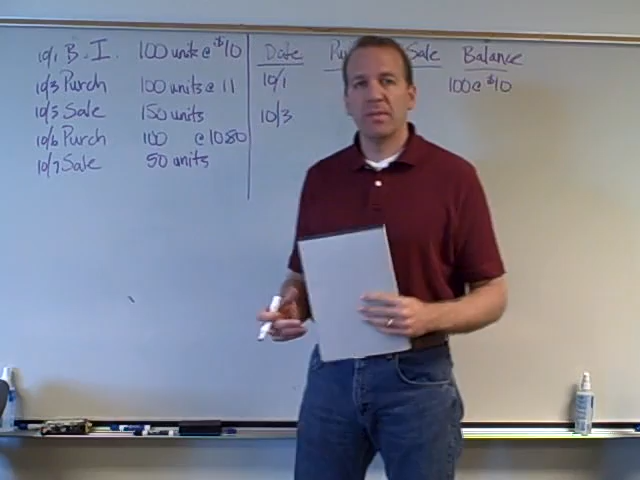 10/1 B.I. 100 units @ $10
10/3 Purch 100 units @ 11
10/5 Sale 150 units
10/6 Purch 100 @ 10.80
10/7 Sale 50 units
Date Sale Balance
10/1 100 @ $10
10/3